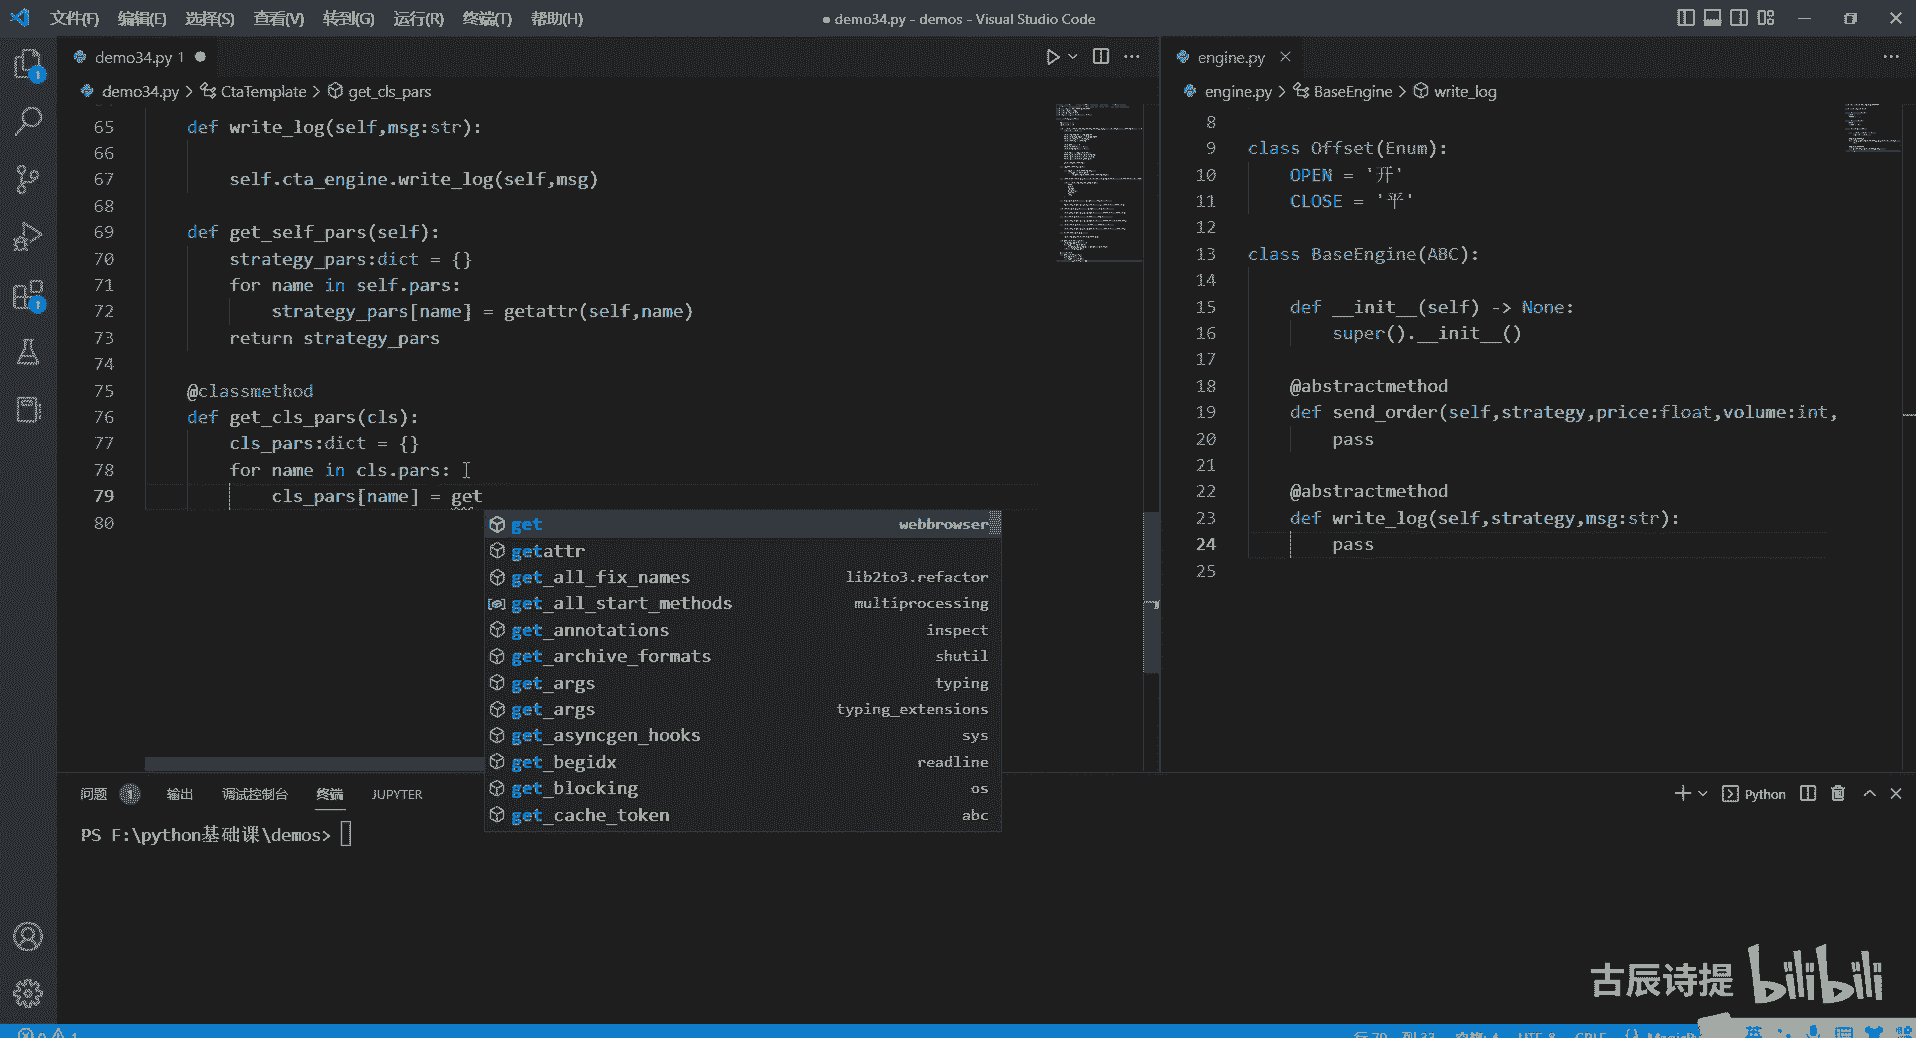 文件(F) 编辑(E) 选择(S) 查看(V) 转到(G) 运行(R) 终端(T) 帮助(H)
● demo34.py - demos - Visual Studio Code
demo34.py 1 ●
demo34.py > CtaTemplate > get_cls_pars
65 def write_log(self,msg:str):
66
67 self.cta_engine.write_log(self,msg)
68
69 def get_self_pars(self):
70 strategy_pars:dict = {}
71 for name in self.pars:
72 strategy_pars[name] = getattr(self,name)
73 return strategy_pars
74
75 @classmethod
76 def get_cls_pars(cls):
77 cls_pars:dict = {}
78 for name in cls.pars:
79 cls_pars[name] = get
80
get webbrowser
getattr
get_all_fix_names lib2to3.refactor
get_all_start_methods multiprocessing
get_annotations inspect
get_archive_formats shutil
get_args typing
get_args typing_extensions
get_asyncgen_hooks sys
get_begidx readline
get_blocking os
get_cache_token abc
engine.py
engine.py > BaseEngine > write_log
8
9 class Offset(Enum):
10 OPEN = '开'
11 CLOSE = '平'
12
13 class BaseEngine(ABC):
14
15 def __init__(self) -> None:
16 super().__init__()
17
18 @abstractmethod
19 def send_order(self,strategy,price:float,volume:int,
20 pass
21
22 @abstractmethod
23 def write_log(self,strategy,msg:str):
24 pass
25
问题 1 输出 调试控制台 终端 JUPYTER
Python
PS F:\python基础课\demos>
古辰诗提 bilibili